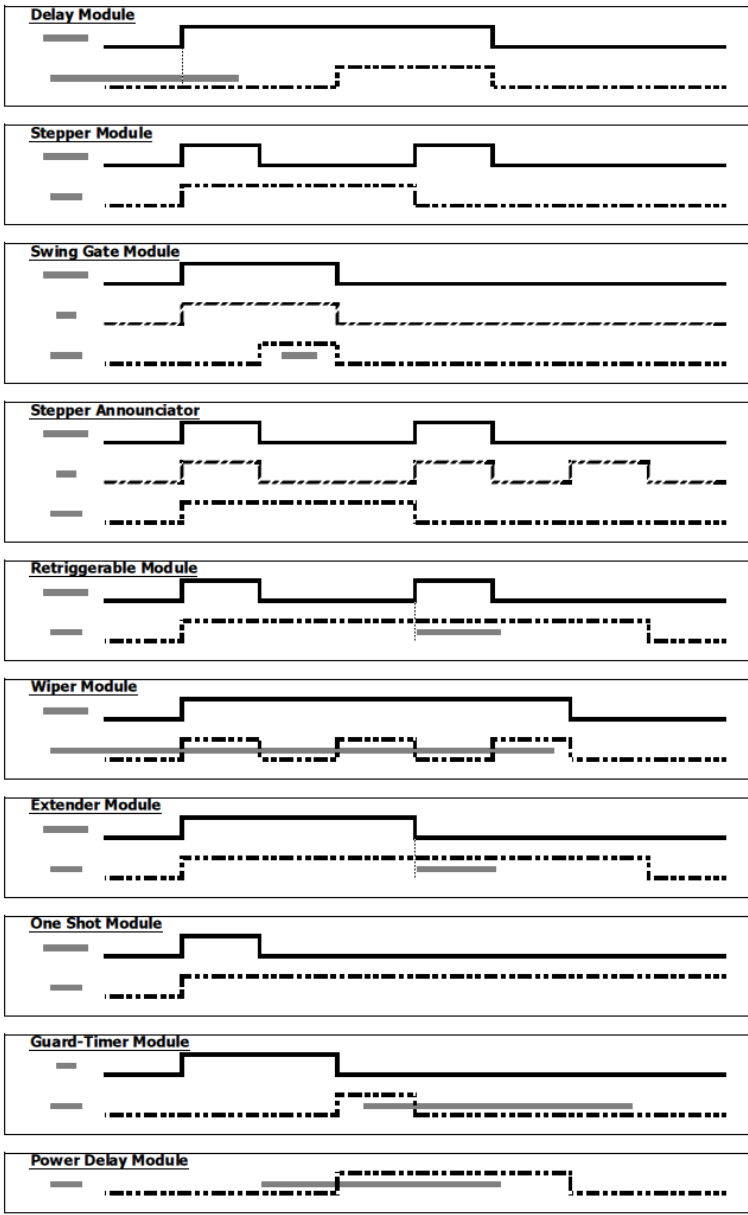 Delay Module
Stepper Module
Swing Gate Module
Stepper Announciator
Retriggerable Module
Wiper Module
Extender Module
One Shot Module
Guard-Timer Module
Power Delay Module